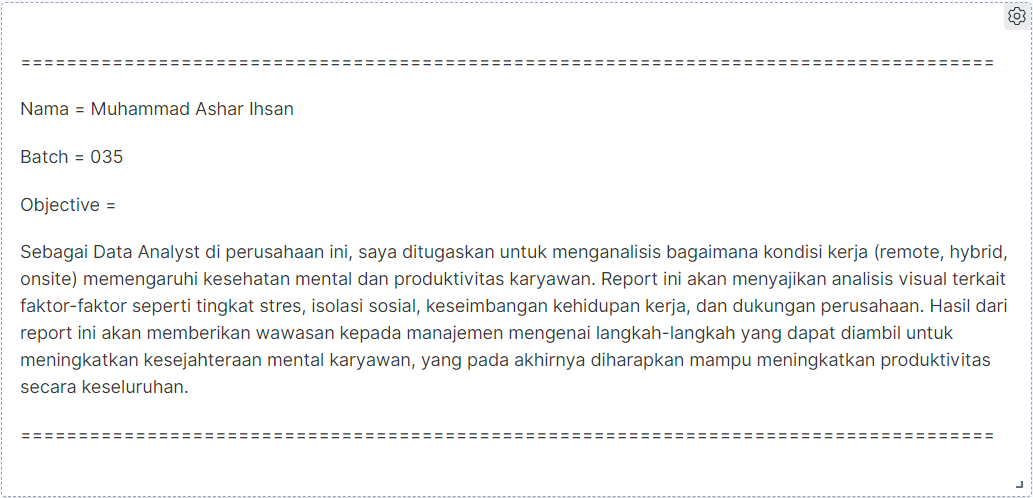 =====================================================================================
Nama = Muhammad Ashar Ihsan
Batch = 035
Objective =
Sebagai Data Analyst di perusahaan ini, saya ditugaskan untuk menganalisis bagaimana kondisi kerja (remote, hybrid,
onsite) memengaruhi kesehatan mental dan produktivitas karyawan. Report ini akan menyajikan analisis visual terkait
faktor-faktor seperti tingkat stres, isolasi sosial, keseimbangan kehidupan kerja, dan dukungan perusahaan. Hasil dari
report ini akan memberikan wawasan kepada manajemen mengenai langkah-langkah yang dapat diambil untuk
meningkatkan kesejahteraan mental karyawan, yang pada akhirnya diharapkan mampu meningkatkan produktivitas
secara keseluruhan.
=====================================================================================